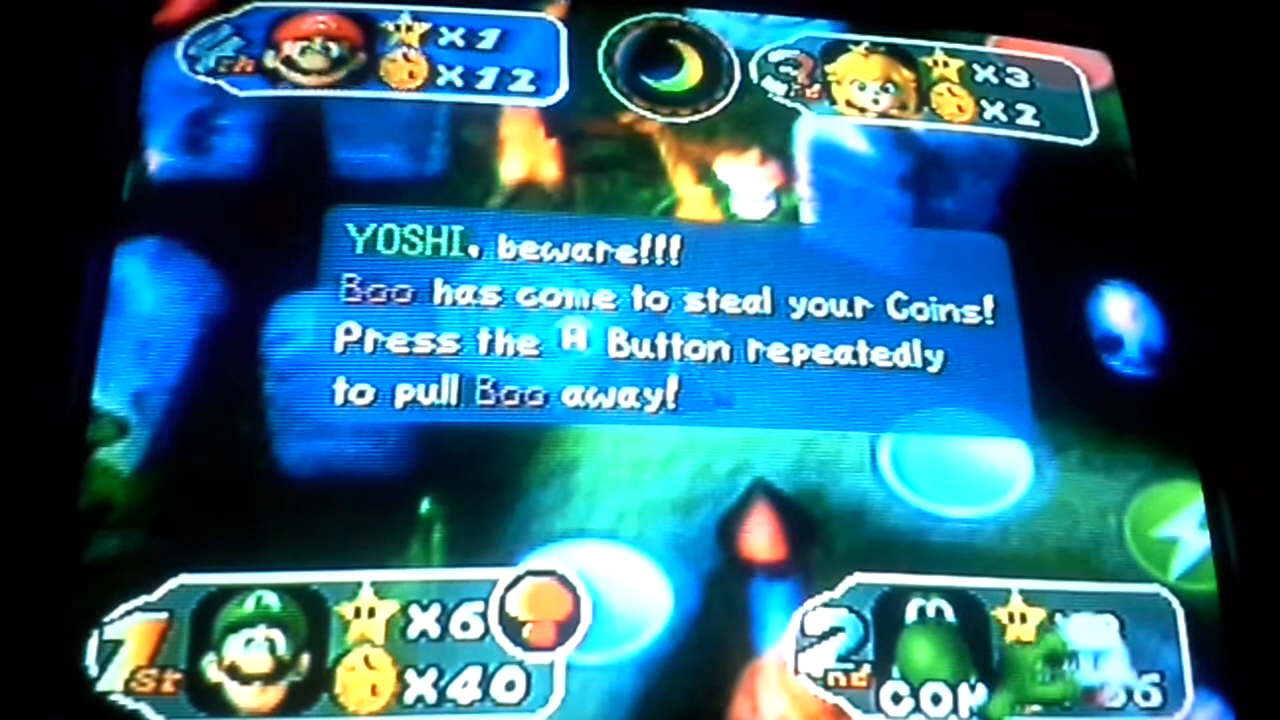 4th
×1
×12
3rd
×3
×2
YOSHI, beware!!!
Boo has come to steal your Coins!
Press the A Button repeatedly
to pull Boo away!
1st
×6
×40
2nd
COM